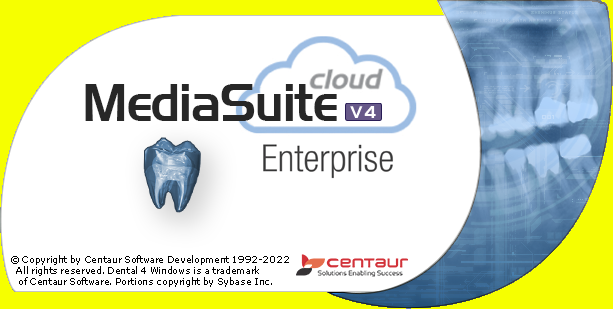 cloud
MediaSuite V4
Enterprise
© Copyright by Centaur Software Development 1992-2022
All rights reserved. Dental 4 Windows is a trademark
of Centaur Software. Portions copyright by Sybase Inc.
centaur
Solutions Enabling Success